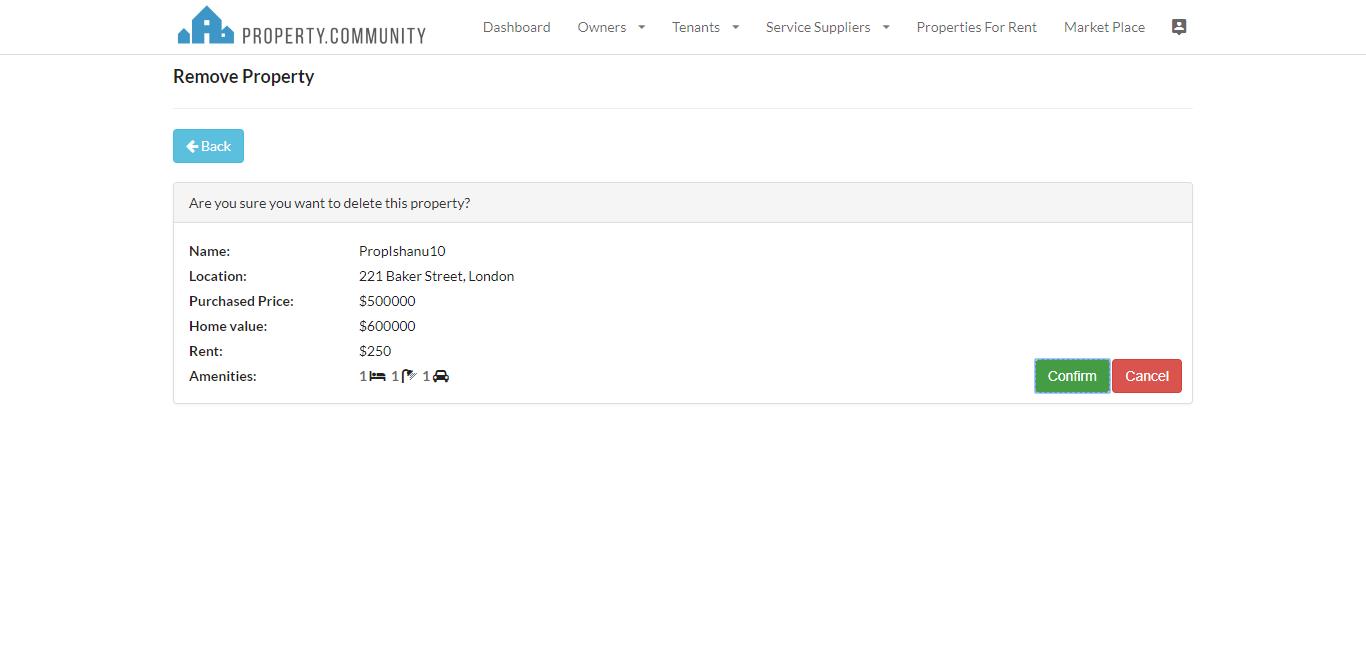 PROPERTY.COMMUNITY Dashboard Owners Tenants Service Suppliers Properties For Rent Market Place
Remove Property
Back
Are you sure you want to delete this property?
Name: PropIshanu10
Location: 221 Baker Street, London
Purchased Price: $500000
Home value: $600000
Rent: $250
Amenities: 1 1 1
Confirm Cancel